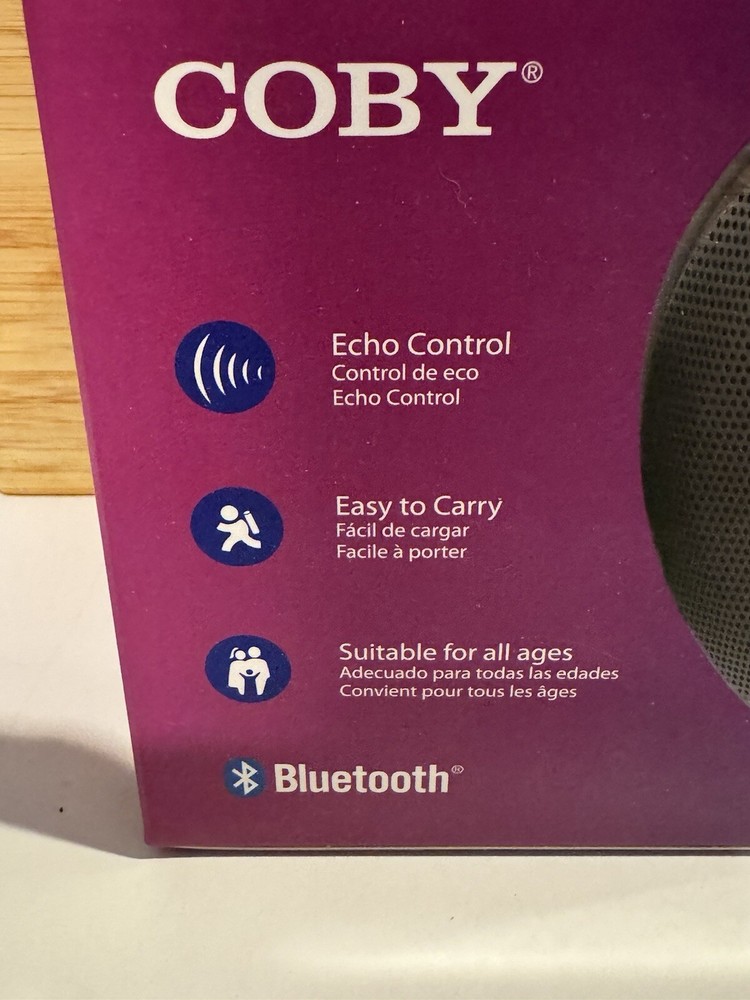 COBY®
Echo Control
Control de eco
Echo Control
Easy to Carry
Fácil de cargar
Facile à porter
Suitable for all ages
Adecuado para todas las edades
Convient pour tous les âges
Bluetooth®